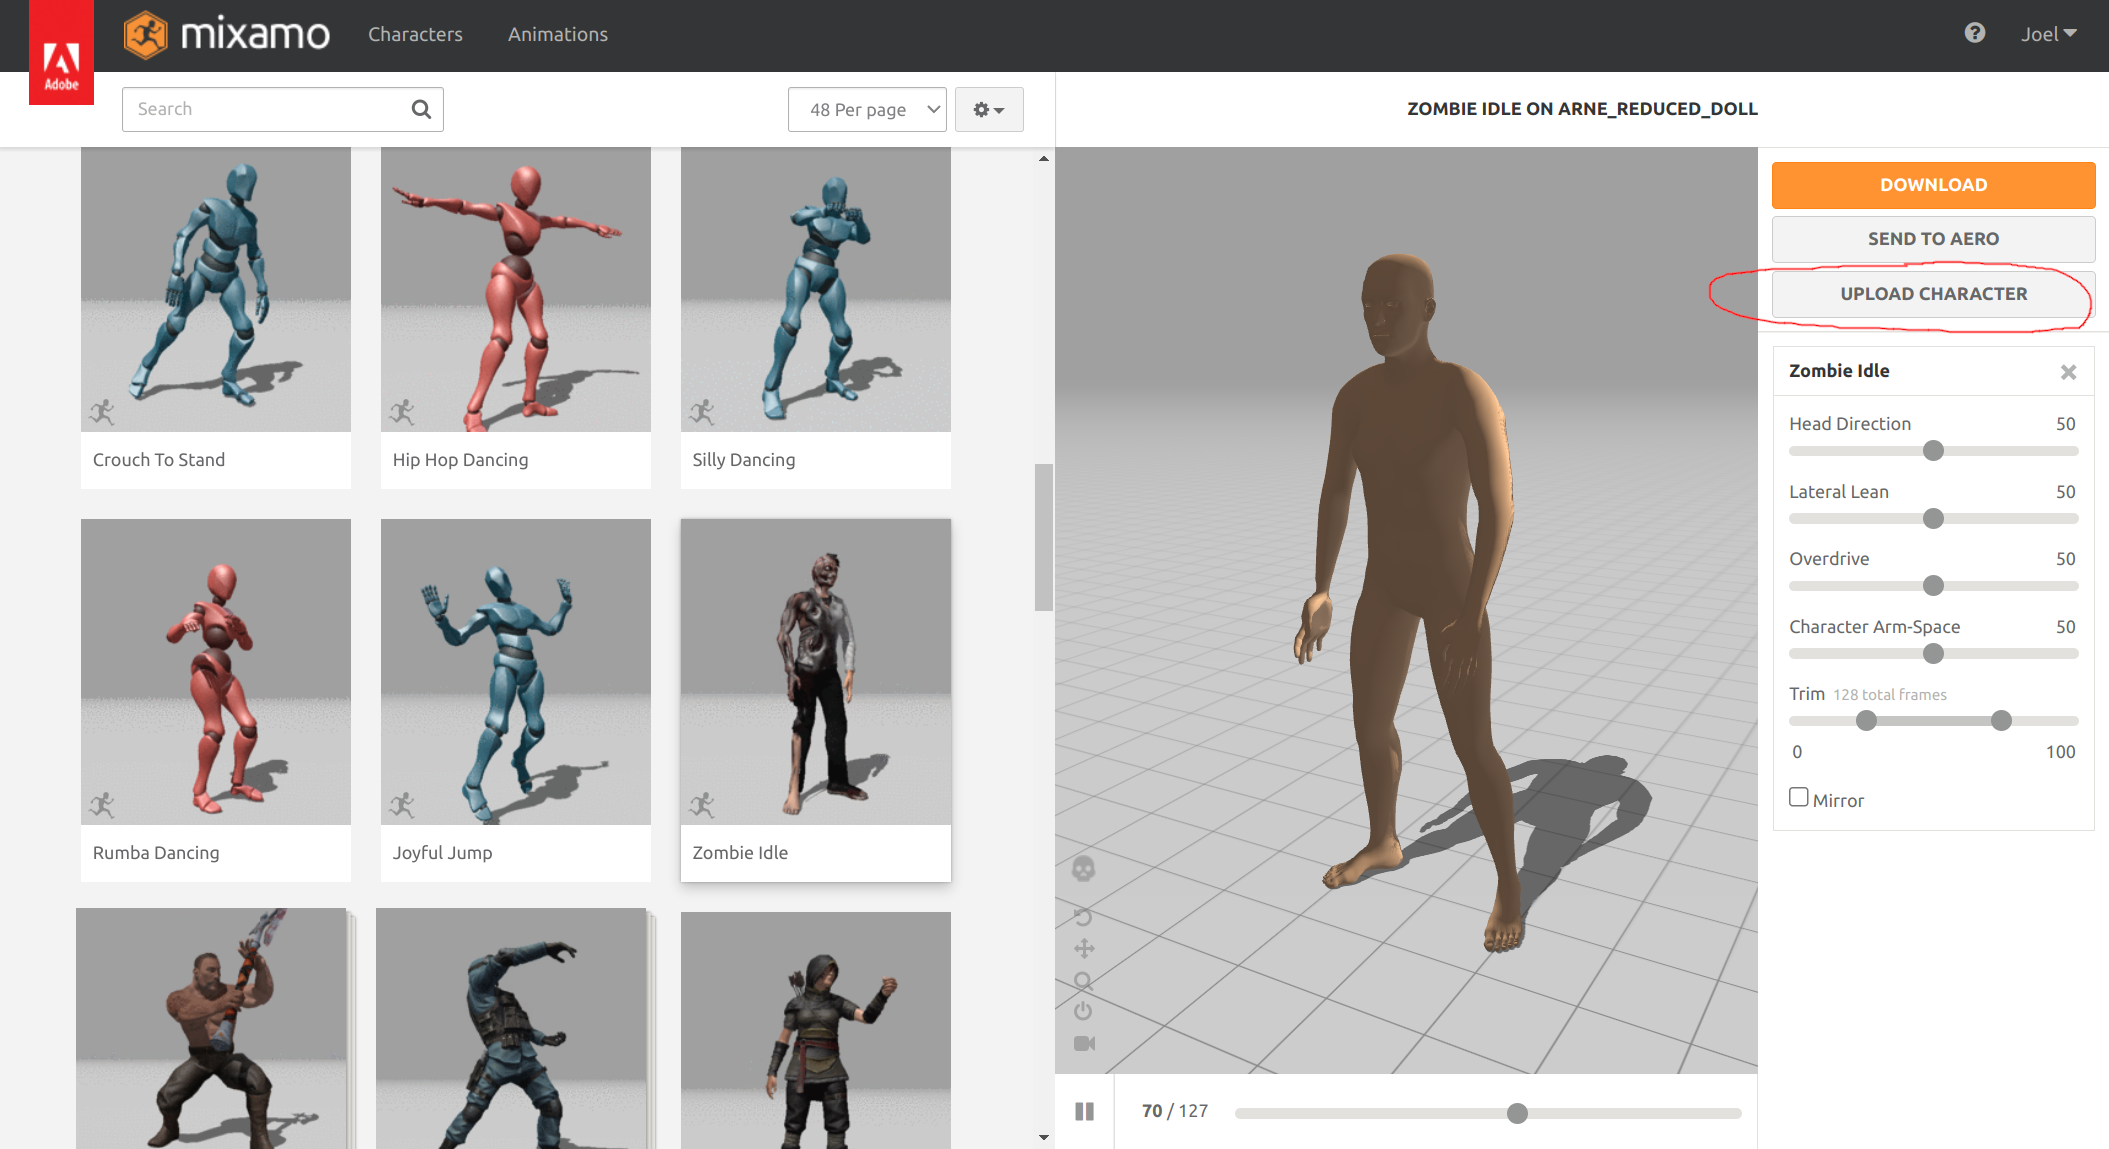 Adobe
mixamo
Characters
Animations
Joel
Search
48 Per page
ZOMBIE IDLE ON ARNE_REDUCED_DOLL
Crouch To Stand
Hip Hop Dancing
Silly Dancing
Rumba Dancing
Joyful Jump
Zombie Idle
DOWNLOAD
SEND TO AERO
UPLOAD CHARACTER
Zombie Idle
Head Direction 50
Lateral Lean 50
Overdrive 50
Character Arm-Space 50
Trim 128 total frames
0 100
Mirror
70 / 127